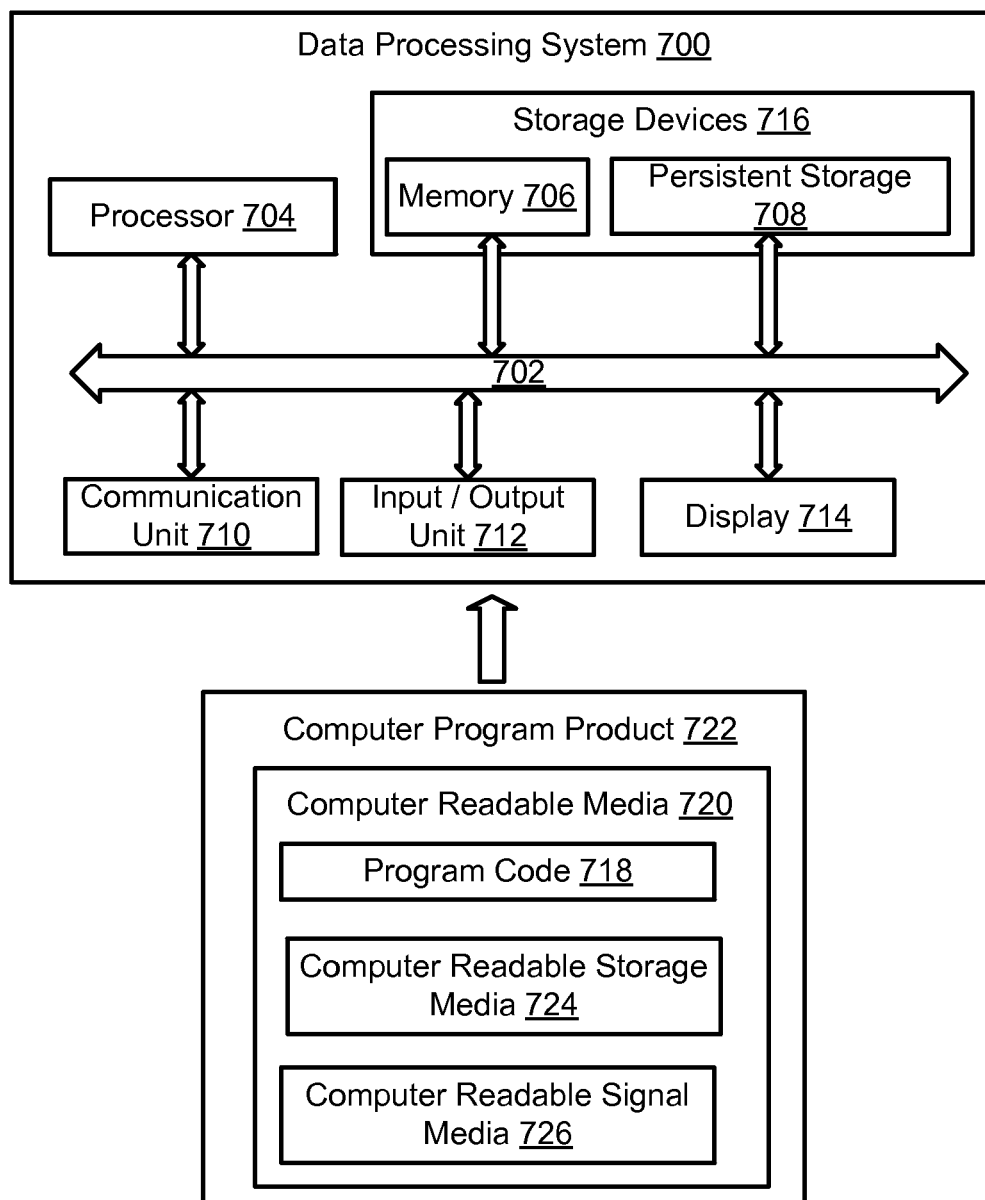 Data Processing System 700
Storage Devices 716
Processor 704
Memory 706
Persistent Storage
708
702
Communication
Unit 710
Input / Output
Unit 712
Display 714
Computer Program Product 722
Computer Readable Media 720
Program Code 718
Computer Readable Storage
Media 724
Computer Readable Signal
Media 726